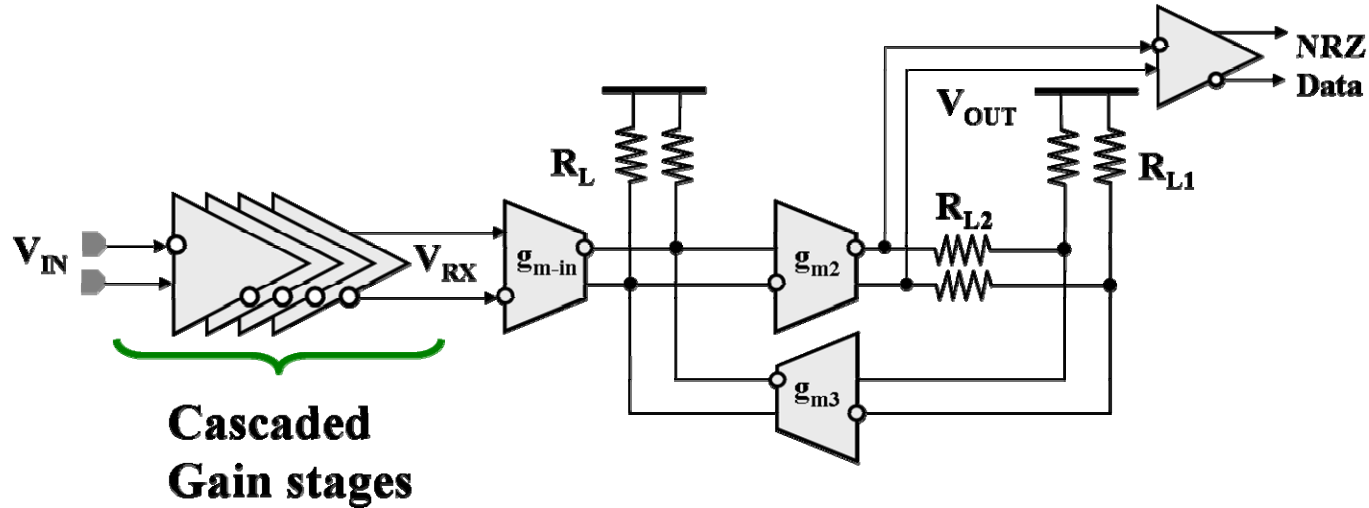 NRZ
Data
V_OUT
R_L
R_L1
R_L2
V_IN
V_RX
g_m-in
g_m2
g_m3
Cascaded
Gain stages